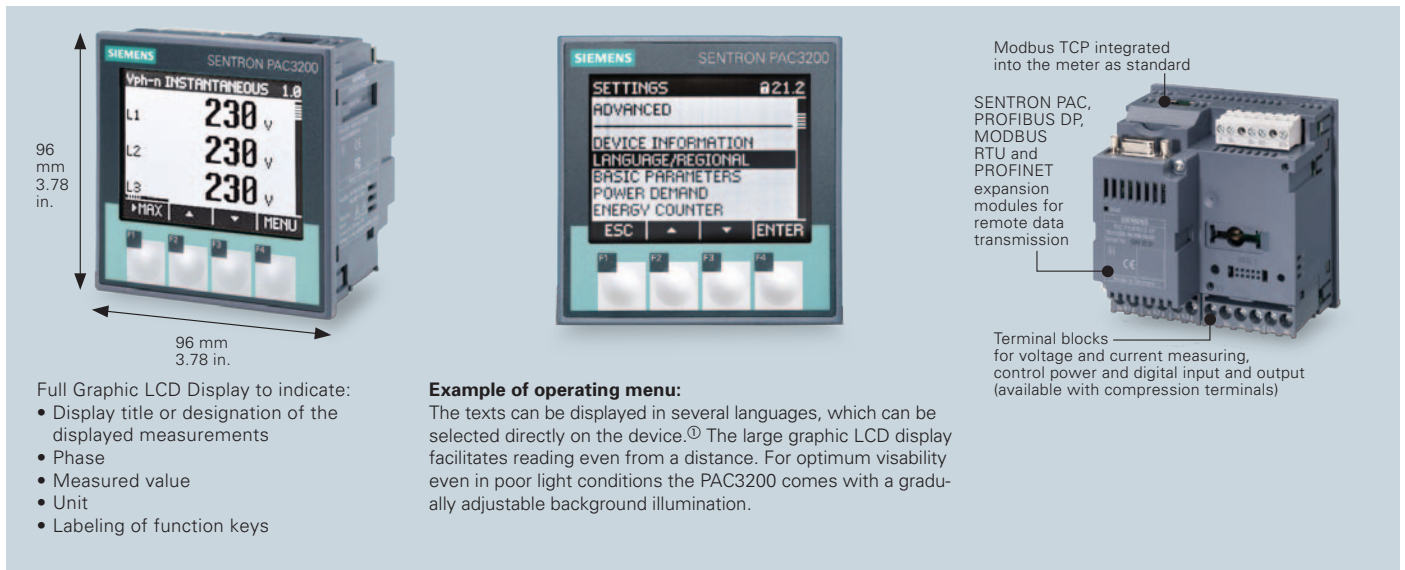 SIEMENS
SENTRON PAC3200
Vph-n INSTANTANEOUS 1.0
L1 230 V
L2 230 V
L3 230 V
▸MAX ▲ ▼ MENU
F1 F2 F3 F4
96
mm
3.78
in.
96 mm
3.78 in.
Full Graphic LCD Display to indicate:
• Display title or designation of the
displayed measurements
• Phase
• Measured value
• Unit
• Labeling of function keys
SIEMENS
SENTRON PAC3200
SETTINGS 21.2
ADVANCED
DEVICE INFORMATION
LANGUAGE/REGIONAL
BASIC PARAMETERS
POWER DEMAND
ENERGY COUNTER
ESC ▲ ▼ ENTER
F1 F2 F3 F4
Example of operating menu:
The texts can be displayed in several languages, which can be
selected directly on the device.① The large graphic LCD display
facilitates reading even from a distance. For optimum visability
even in poor light conditions the PAC3200 comes with a gradu-
ally adjustable background illumination.
Modbus TCP integrated
into the meter as standard
SENTRON PAC,
PROFIBUS DP,
MODBUS
RTU and
PROFINET
expansion
modules for
remote data
transmission
SIEMENS
CE
Terminal blocks
for voltage and current measuring,
control power and digital input and output
(available with compression terminals)